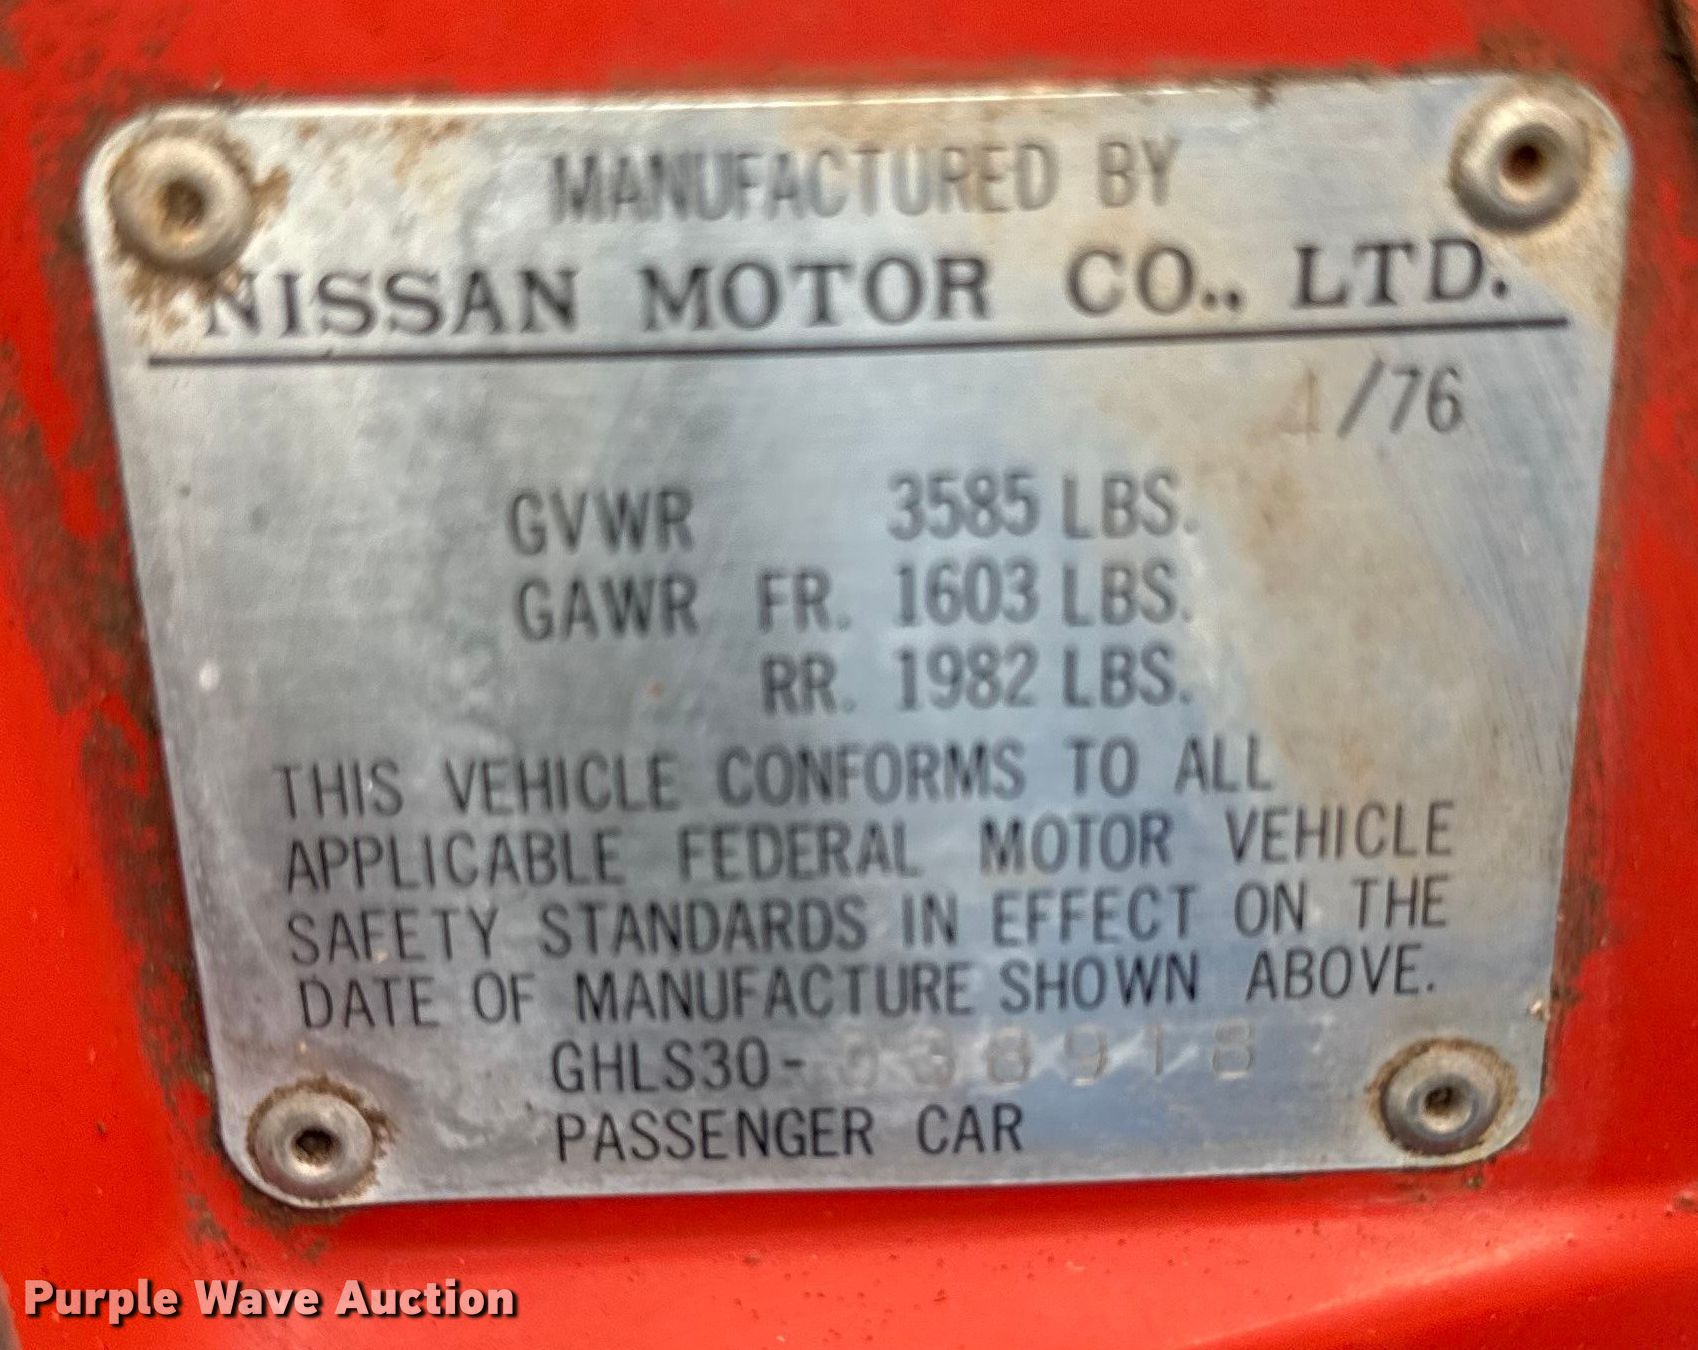 MANUFACTURED BY
NISSAN MOTOR CO., LTD.
/76
GVWR 3585 LBS.
GAWR FR. 1603 LBS.
RR. 1982 LBS.
THIS VEHICLE CONFORMS TO ALL
APPLICABLE FEDERAL MOTOR VEHICLE
SAFETY STANDARDS IN EFFECT ON THE
DATE OF MANUFACTURE SHOWN ABOVE.
GHLS30-038918
PASSENGER CAR
Purple Wave Auction